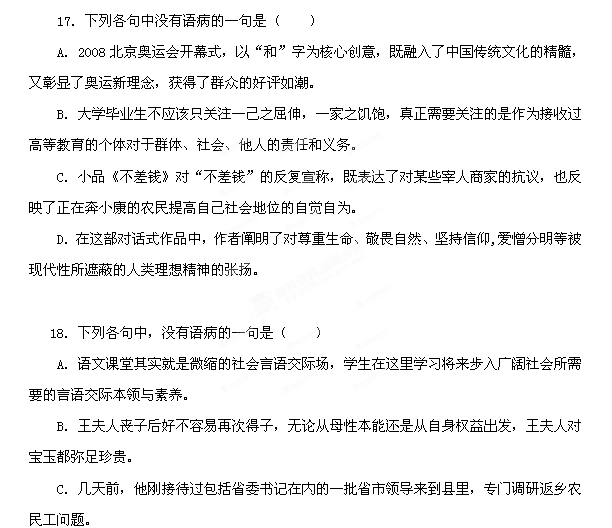 17. 下列各句中没有语病的一句是（　　）
A. 2008 北京奥运会开幕式，以“和”字为核心创意，既融入了中国传统文化的精髓，
又彰显了奥运新理念，获得了群众的好评如潮。
B. 大学毕业生不应该只关注一己之屈伸，一家之饥饱，真正需要关注的是作为接收过
高等教育的个体对于群体、社会、他人的责任和义务。
C. 小品《不差钱》对“不差钱”的反复宣称，既表达了对某些宰人商家的抗议，也反
映了正在奔小康的农民提高自己社会地位的自觉自为。
D. 在这部对话式作品中，作者阐明了对尊重生命、敬畏自然、坚持信仰,爱憎分明等被
现代性所遮蔽的人类理想精神的张扬。
18. 下列各句中，没有语病的一句是（　　）
A. 语文课堂其实就是微缩的社会言语交际场，学生在这里学习将来步入广阔社会所需
要的言语交际本领与素养。
B. 王夫人丧子后好不容易再次得子，无论从母性本能还是从自身权益出发，王夫人对
宝玉都弥足珍贵。
C. 几天前，他刚接待过包括省委书记在内的一批省市领导来到县里，专门调研返乡农
民工问题。